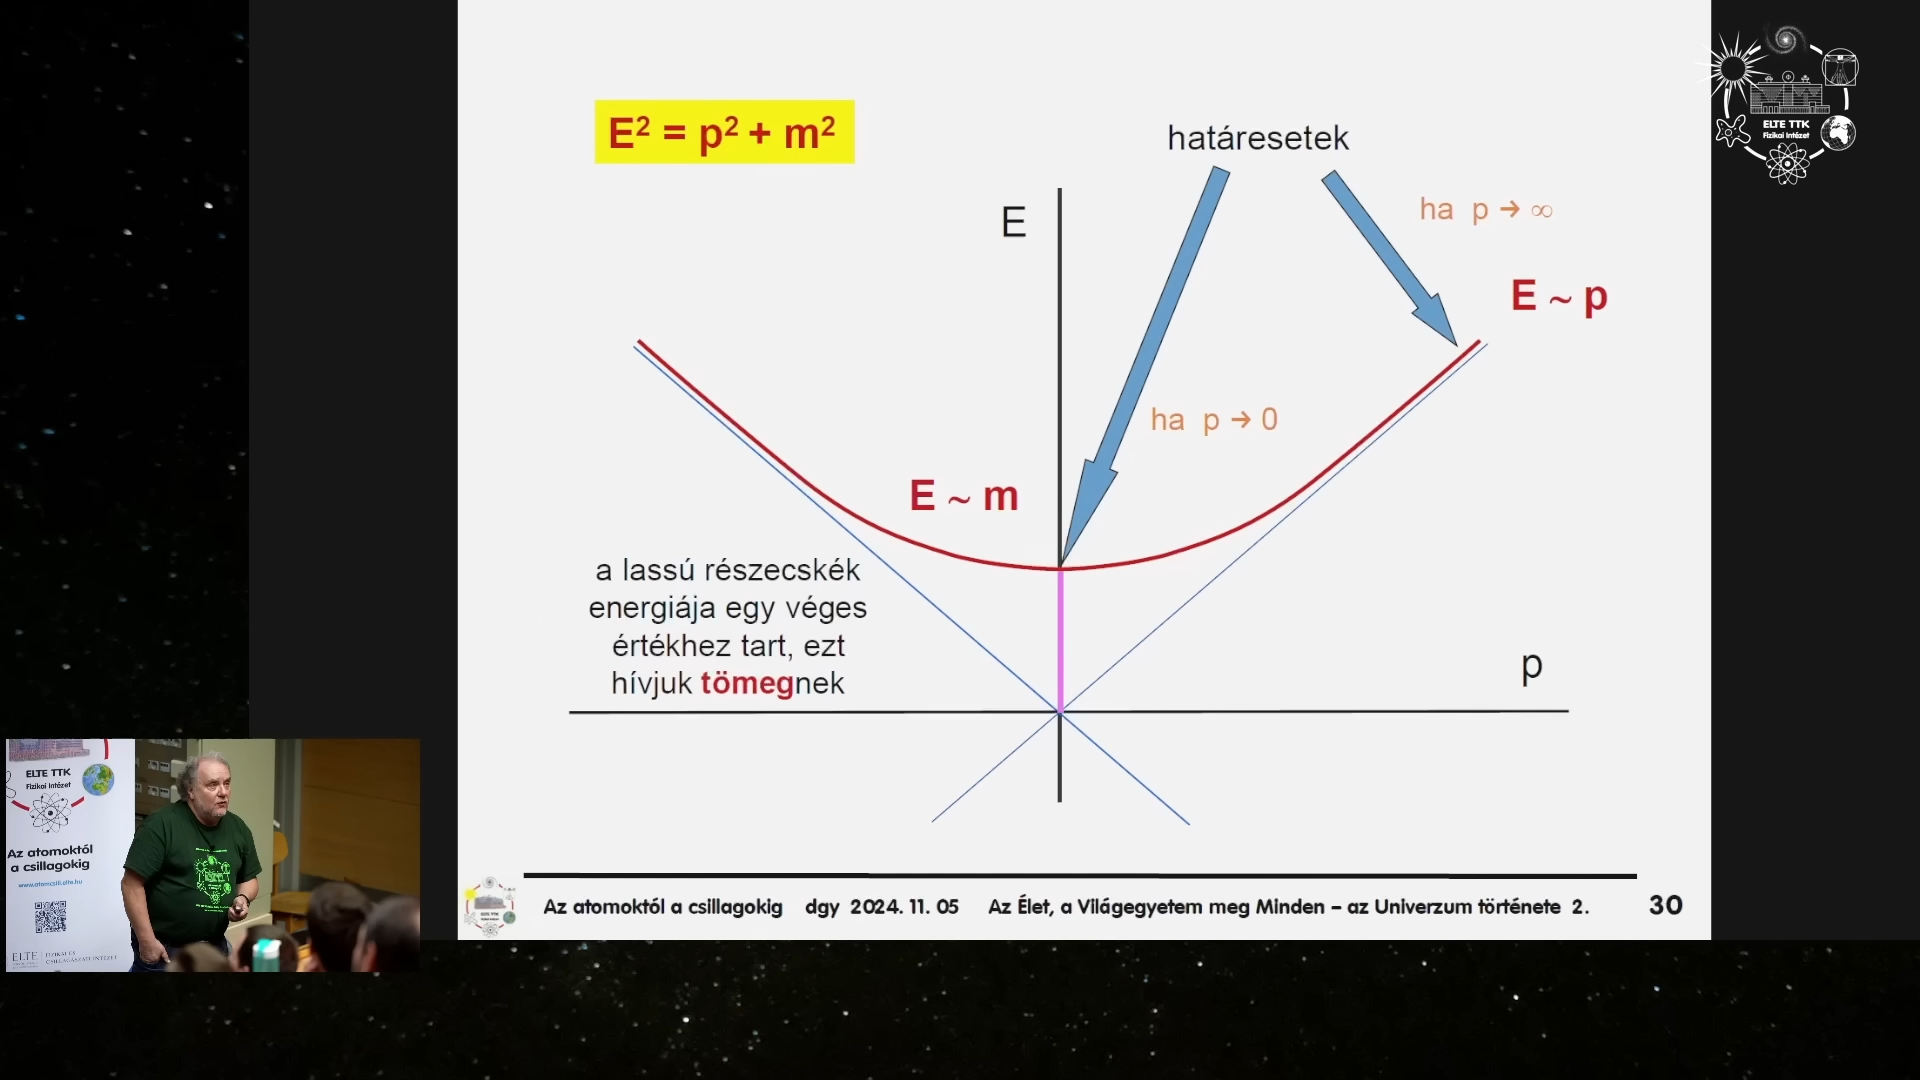 E² = p² + m²
határesetek
ha p → ∞
E
E ~ p
ha p → 0
E ~ m
a lassú részecskék
energiája egy véges
értékhez tart, ezt
hívjuk tömegnek
p
Az atomoktól a csillagokig dgy 2024. 11. 05 Az Élet, a Világegyetem meg Minden – az Univerzum története 2. 30
ELTE TTK
Fizikai Intézet
ELTE TTK
Fizikai Intézet
Az atomoktól
a csillagokig
www.atomcsill.elte.hu
ELTE